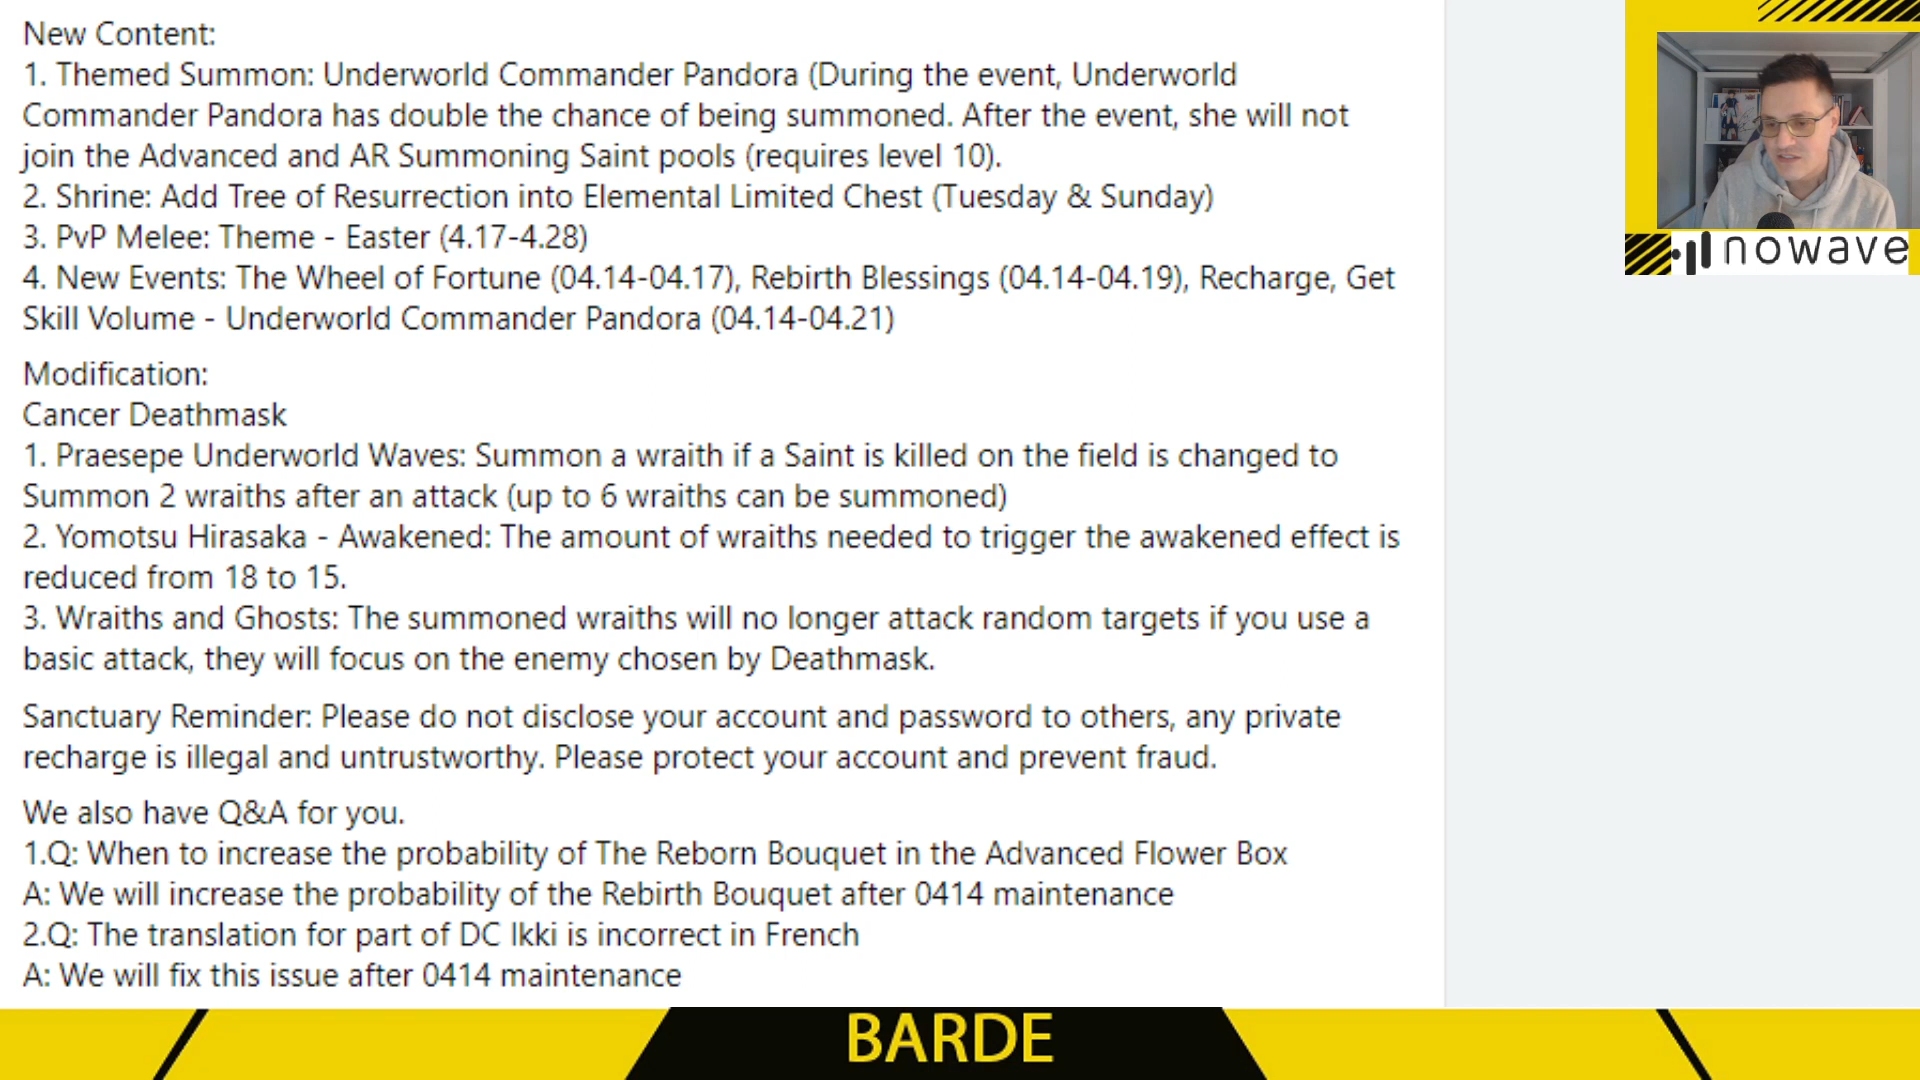 New Content:
1. Themed Summon: Underworld Commander Pandora (During the event, Underworld
Commander Pandora has double the chance of being summoned. After the event, she will not
join the Advanced and AR Summoning Saint pools (requires level 10).
2. Shrine: Add Tree of Resurrection into Elemental Limited Chest (Tuesday & Sunday)
3. PvP Melee: Theme - Easter (4.17-4.28)
4. New Events: The Wheel of Fortune (04.14-04.17), Rebirth Blessings (04.14-04.19), Recharge, Get
Skill Volume - Underworld Commander Pandora (04.14-04.21)
Modification:
Cancer Deathmask
1. Praesepe Underworld Waves: Summon a wraith if a Saint is killed on the field is changed to
Summon 2 wraiths after an attack (up to 6 wraiths can be summoned)
2. Yomotsu Hirasaka - Awakened: The amount of wraiths needed to trigger the awakened effect is
reduced from 18 to 15.
3. Wraiths and Ghosts: The summoned wraiths will no longer attack random targets if you use a
basic attack, they will focus on the enemy chosen by Deathmask.
Sanctuary Reminder: Please do not disclose your account and password to others, any private
recharge is illegal and untrustworthy. Please protect your account and prevent fraud.
We also have Q&A for you.
1.Q: When to increase the probability of The Reborn Bouquet in the Advanced Flower Box
A: We will increase the probability of the Rebirth Bouquet after 0414 maintenance
2.Q: The translation for part of DC Ikki is incorrect in French
A: We will fix this issue after 0414 maintenance
nowave
BARDE